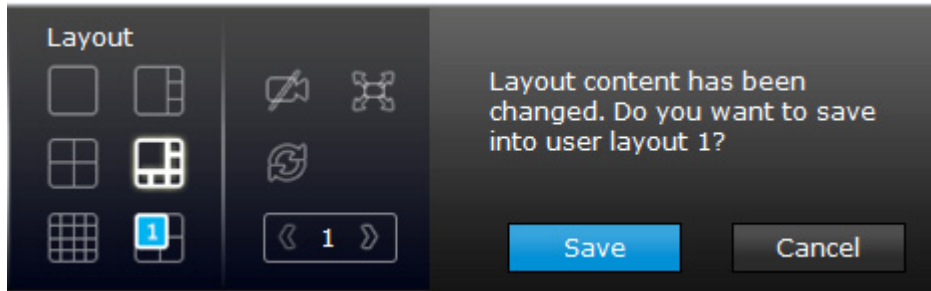 Layout
1
1
Layout content has been
changed. Do you want to save
into user layout 1?
Save
Cancel